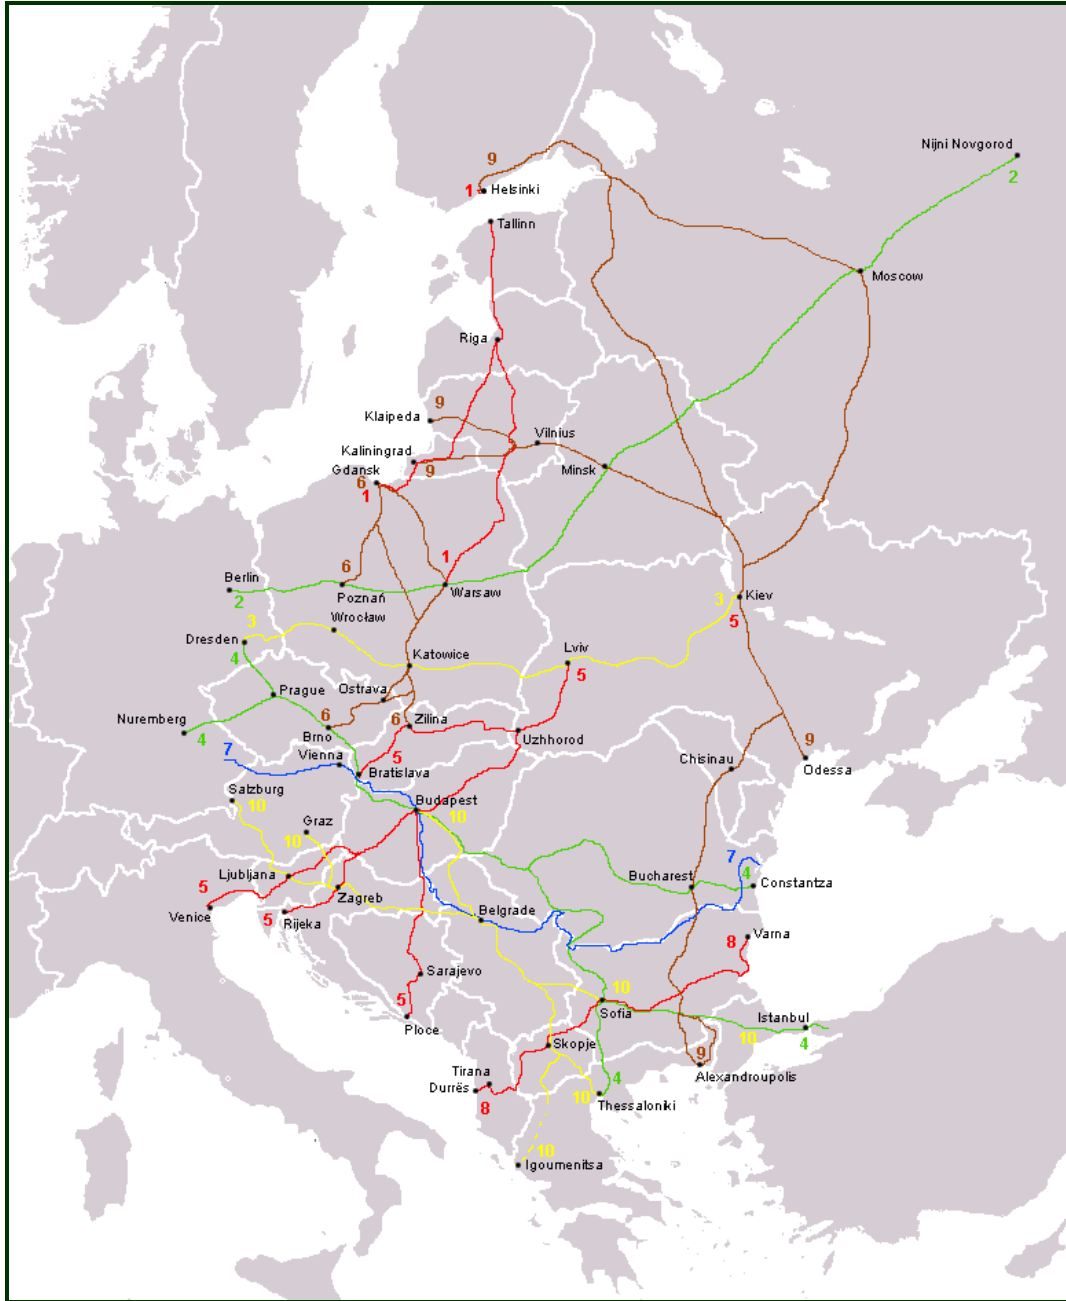 Nijni Novgorod
2
9
1
Helsinki
Tallinn
Moscow
Riga
9
Klaipeda
Vilnius
Kaliningrad
9
Minsk
Gdansk
6
1
1
6
Berlin
2
Poznań
Warsaw
3
Kiev
5
3
Wrocław
Dresden
4
Katowice
Lviv
5
Ostrava
Prague
Nuremberg
4
6
Brno
6
Zilina
Uzhhorod
7
Vienna
5
Bratislava
Chisinau
9
Odessa
Salzburg
10
Budapest
10
Graz
10
7
4
Ljubljana
5
Venice
Zagreb
5
Rijeka
Bucharest
Constantza
Belgrade
Varna
8
Sarajevo
5
Ploce
10
Sofia
Istanbul
10
4
Skopje
9
Alexandroupolis
Tirana
Durrës
8
4
10
Thessaloniki
10
Igoumenitsa